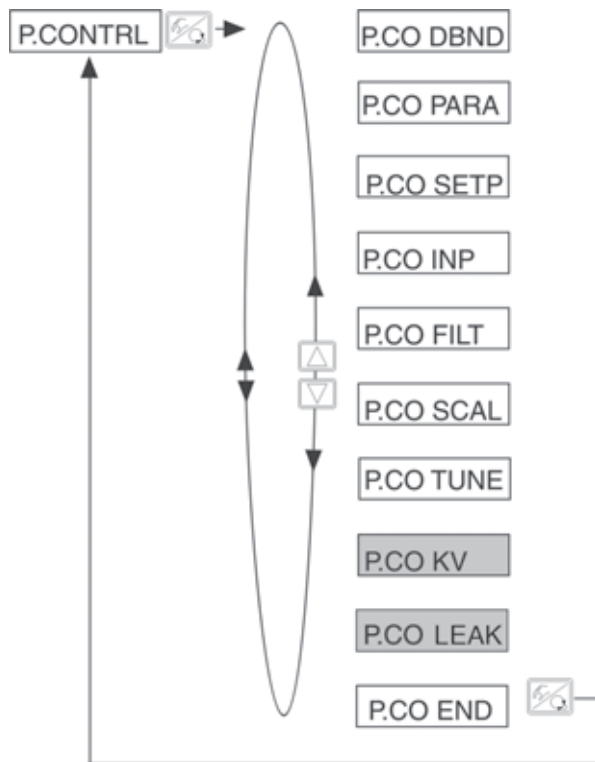 P.CONTRL
P.CO DBND
P.CO PARA
P.CO SETP
P.CO INP
P.CO FILT
P.CO SCAL
P.CO TUNE
P.CO KV
P.CO LEAK
P.CO END